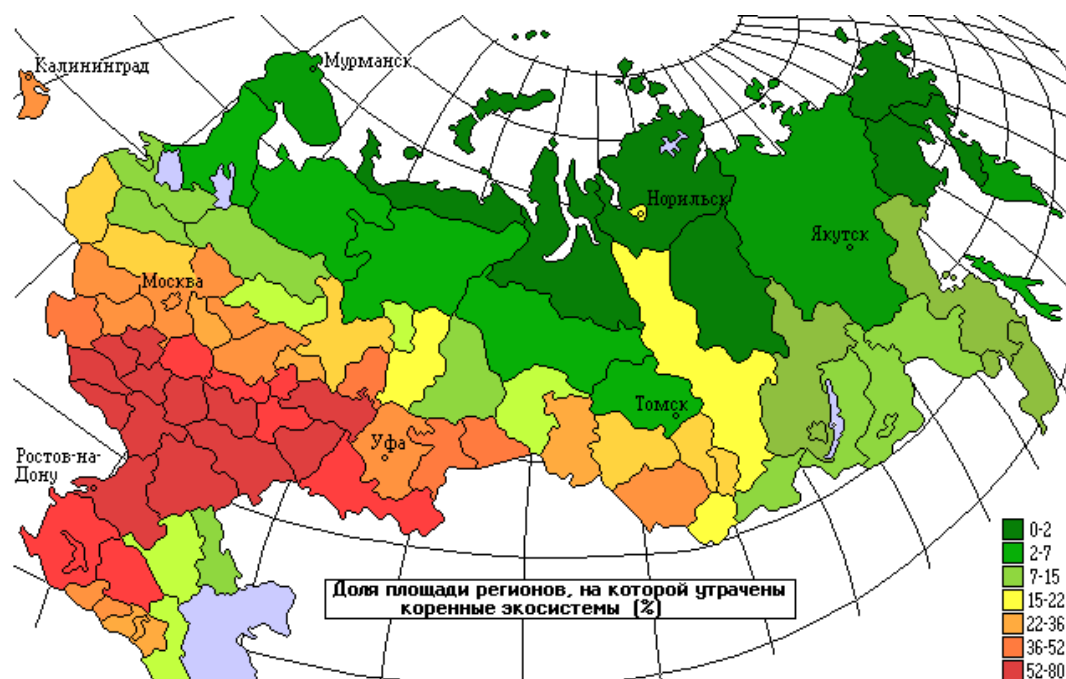 Калининград
Мурманск
Норильск
Якутск
Москва
Томск
Уфа
Ростов-на-
Дону
Доля площади регионов, на которой утрачены
коренные экосистемы (%)
0-2
2-7
7-15
15-22
22-36
36-52
52-80